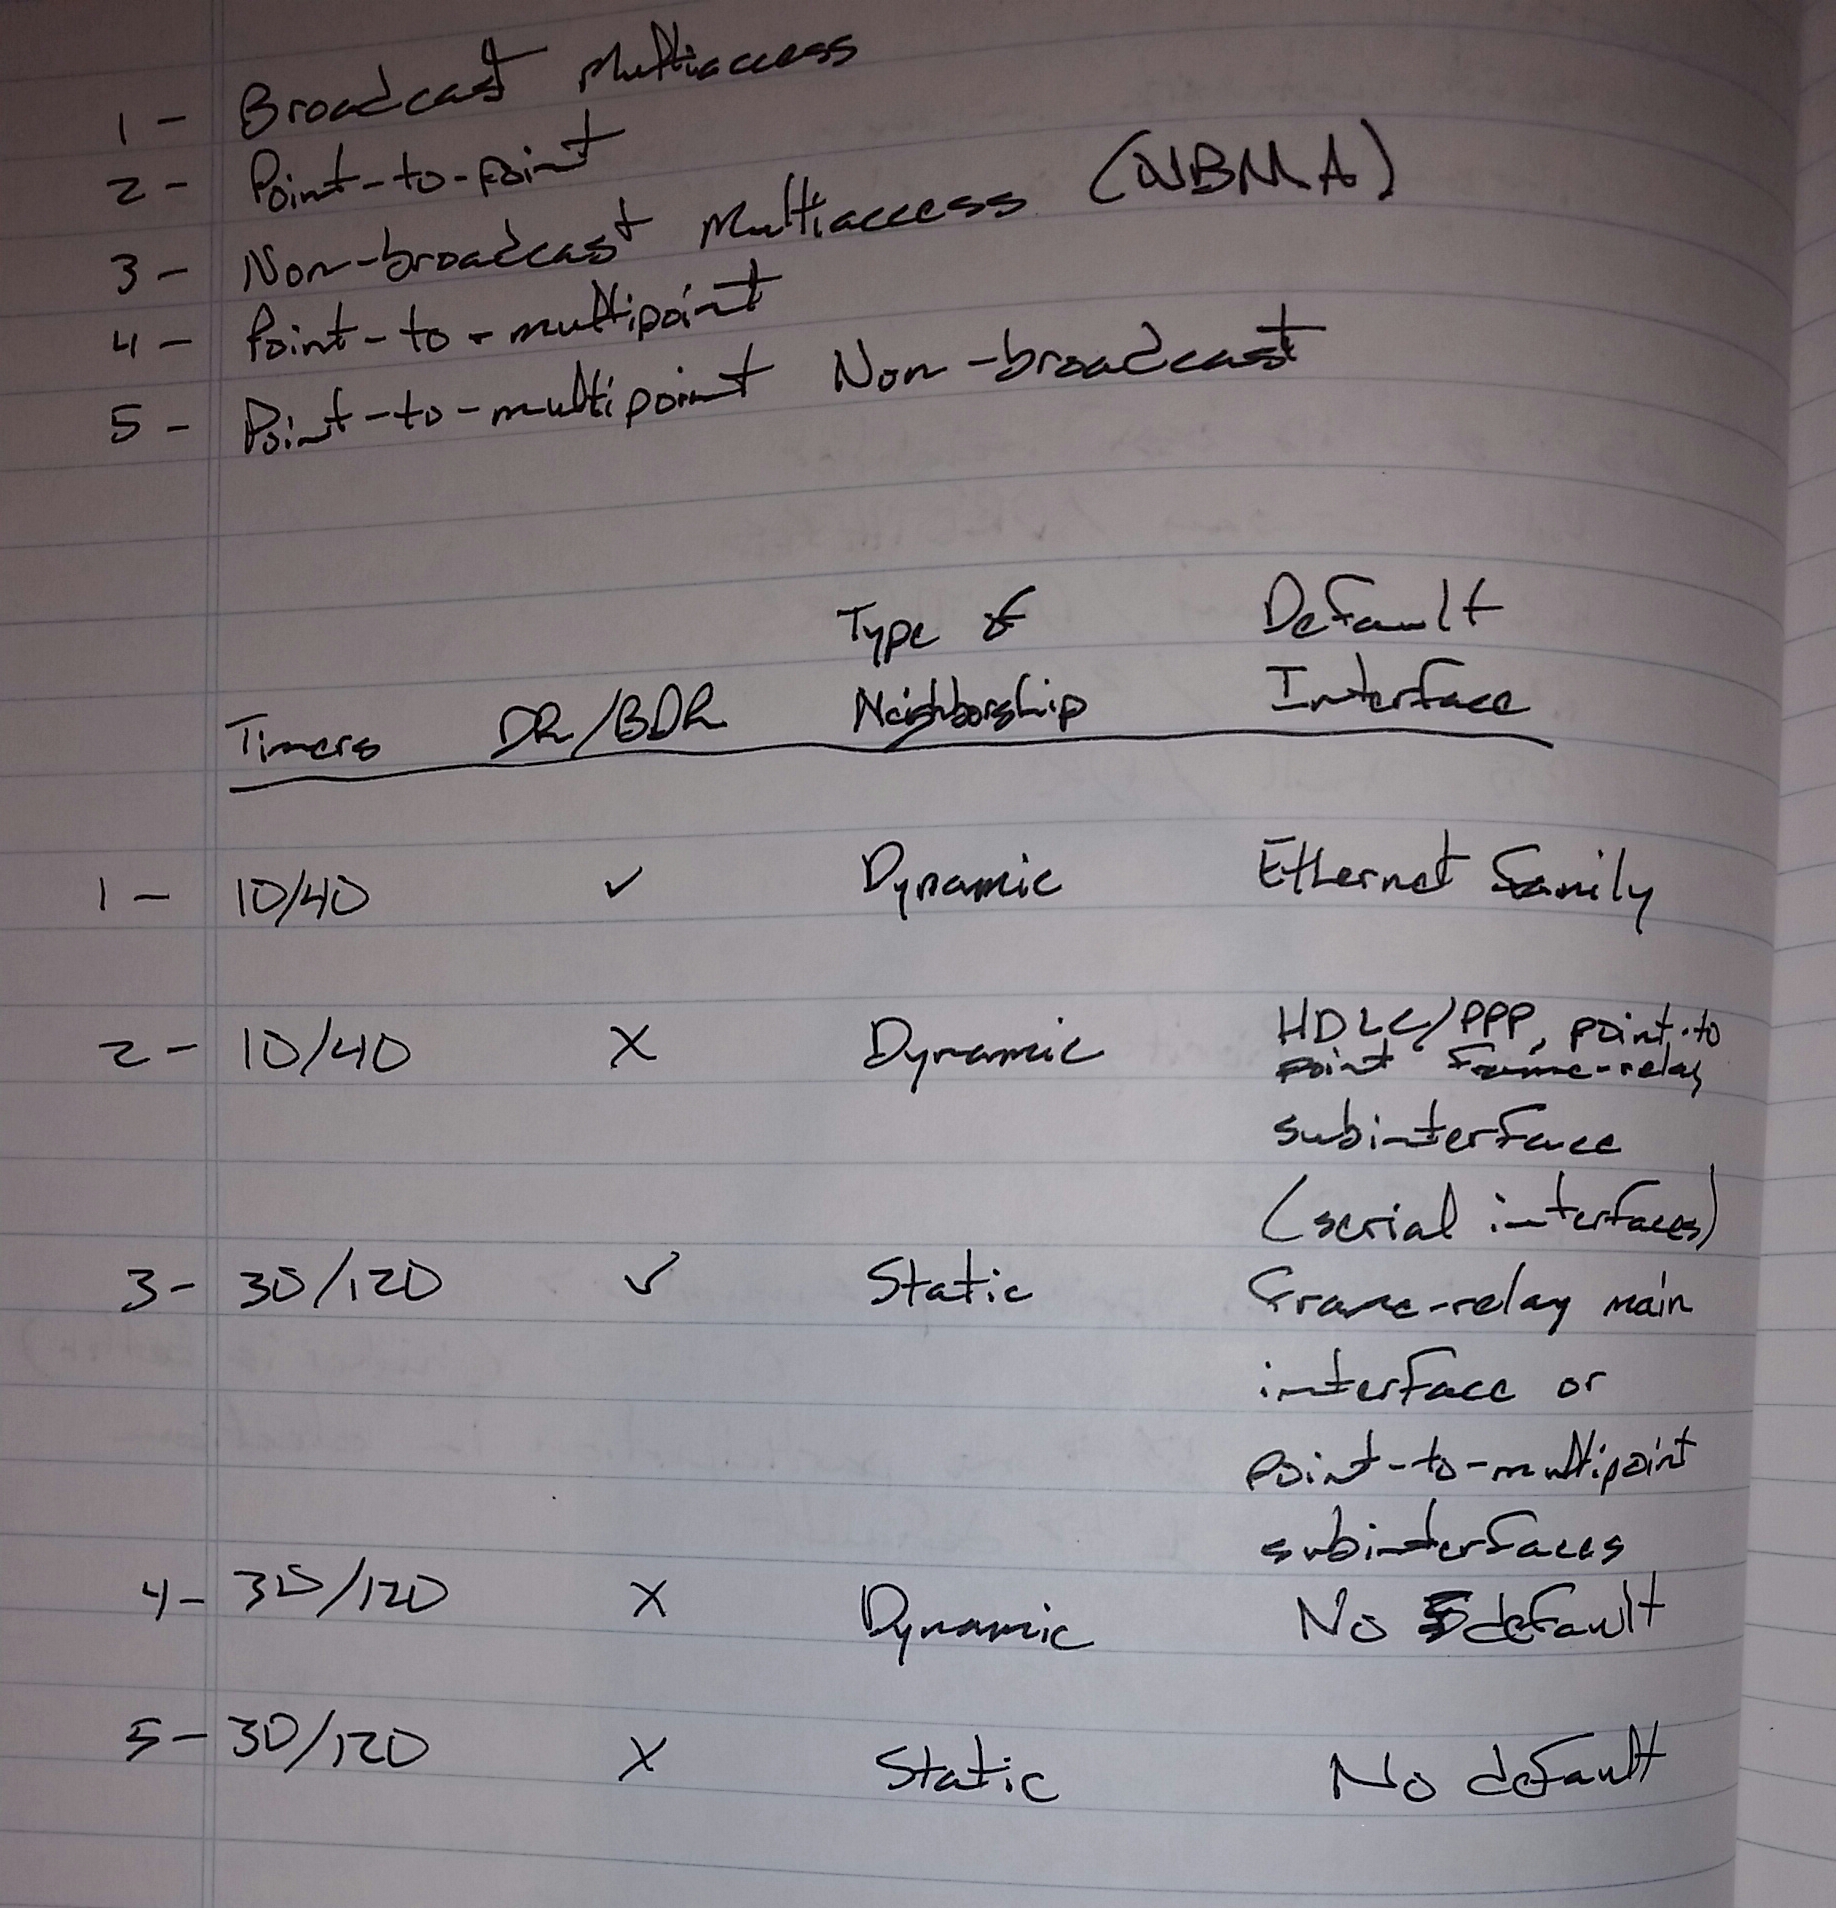 1 - Broadcast Multiaccess
2 - Point-to-point
3 - Non-broadcast Multiaccess (NBMA)
4 - Point-to-multipoint
5 - Point-to-multipoint Non-broadcast
Type of Default
Timers DR/BDR Neighborship Interface
1 - 10/40 ✓ Dynamic Ethernet family
2 - 10/40 X Dynamic HDLC/PPP, point-to
point frame-relay
subinterface
(serial interfaces)
3 - 30/120 ✓ Static frame-relay main
interface or
point-to-multipoint
subinterfaces
4 - 30/120 X Dynamic No default
5 - 30/120 X Static No default